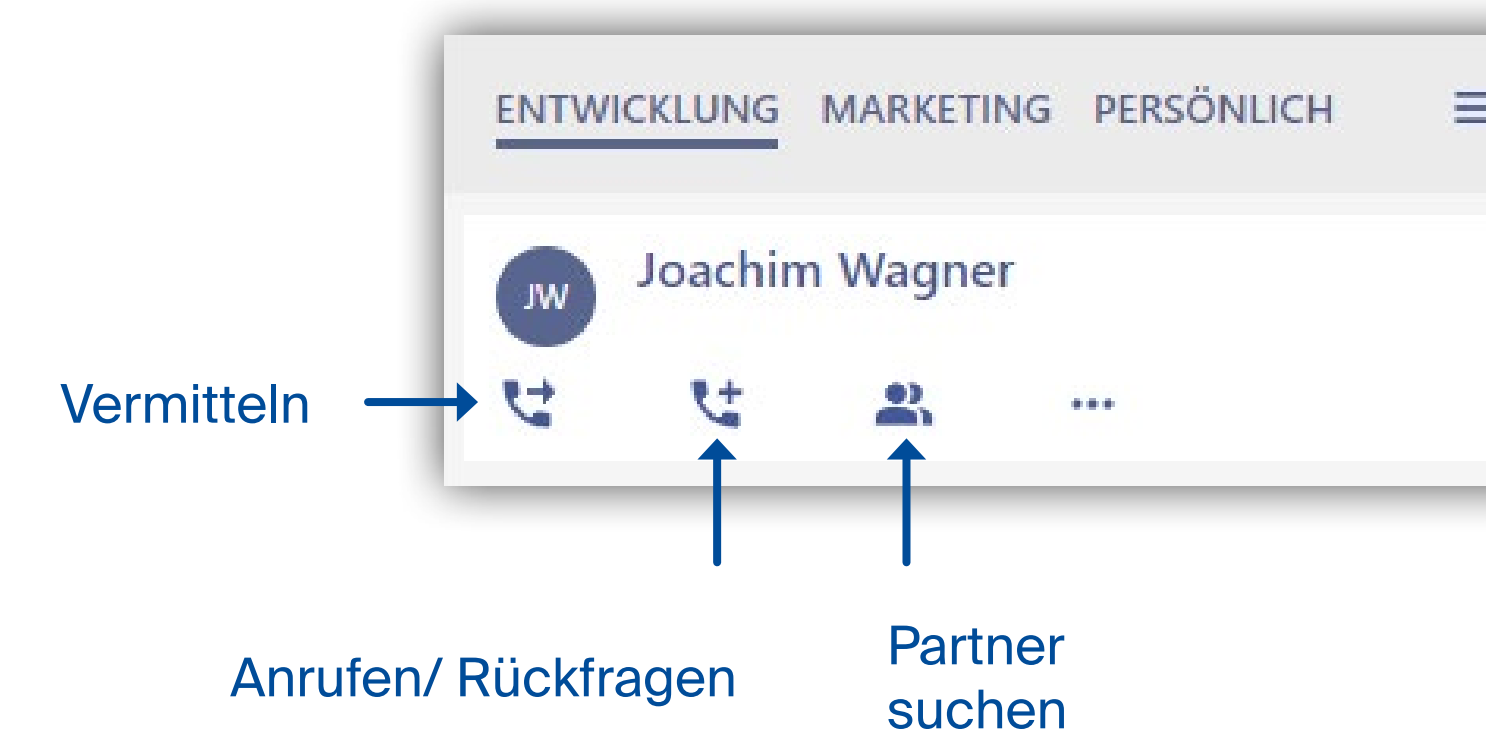 ENTWICKLUNG MARKETING PERSÖNLICH
Joachim Wagner
JW
Vermitteln
Anrufen/ Rückfragen
Partner
suchen